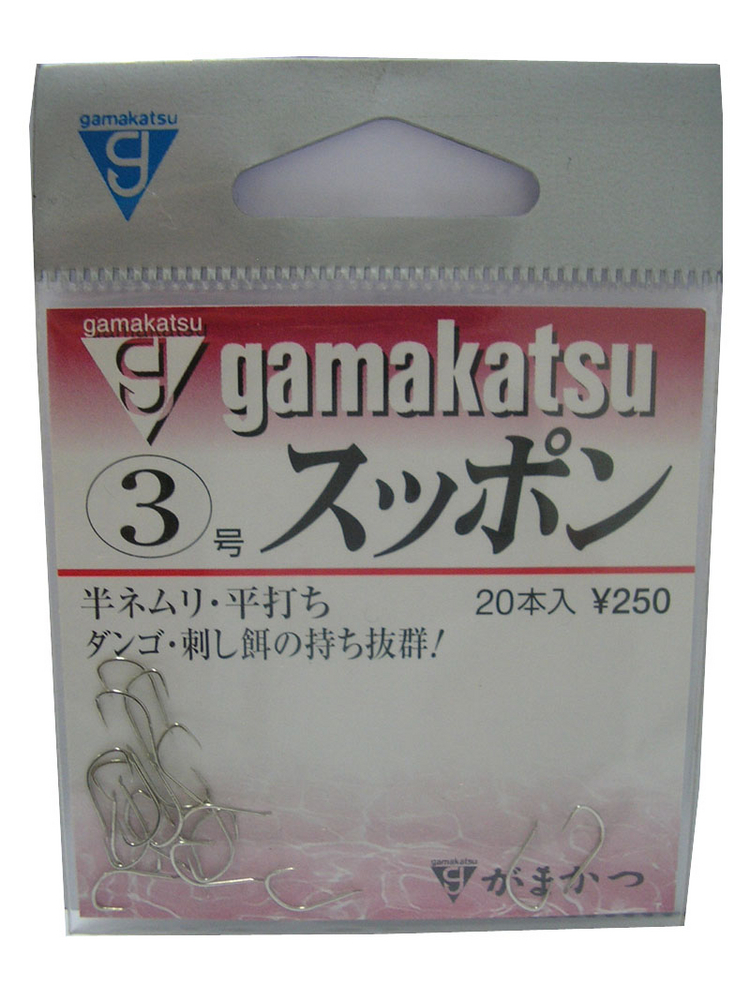 gamakatsu
g
gamakatsu
g
gamakatsu
3号 スッポン
半ネムリ・平打ち 20本入 ¥250
ダンゴ・刺し餌の持ち抜群!
gamakatsu
g
がまかつ